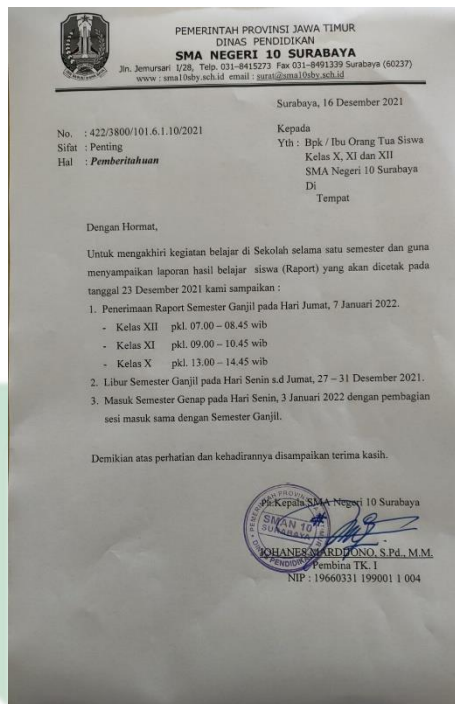 PEMERINTAH PROVINSI JAWA TIMUR
DINAS PENDIDIKAN
SMA NEGERI 10 SURABAYA
Jln. Jemursari I/28, Telp. 031-8415273 Fax 031-8491339 Surabaya (60237)
www : sma10sby.sch.id email : surat@sma10sby.sch.id
Surabaya, 16 Desember 2021
No. : 422/3800/101.6.1.10/2021
Sifat : Penting
Hal : Pemberitahuan
Kepada
Yth : Bpk / Ibu Orang Tua Siswa
Kelas X, XI dan XII
SMA Negeri 10 Surabaya
Di
Tempat
Dengan Hormat,
Untuk mengakhiri kegiatan belajar di Sekolah selama satu semester dan guna
menyampaikan laporan hasil belajar siswa (Raport) yang akan dicetak pada
tanggal 23 Desember 2021 kami sampaikan :
1. Penerimaan Raport Semester Ganjil pada Hari Jumat, 7 Januari 2022.
- Kelas XII pkl. 07.00 – 08.45 wib
- Kelas XI pkl. 09.00 - 10.45 wib
- Kelas X pkl. 13.00 – 14.45 wib
2. Libur Semester Ganjil pada Hari Senin s.d Jumat, 27 – 31 Desember 2021.
3. Masuk Semester Genap pada Hari Senin, 3 Januari 2022 dengan pembagian
sesi masuk sama dengan Semester Ganjil.
Demikian atas perhatian dan kehadirannya disampaikan terima kasih.
Kepala SMA Negeri 10 Surabaya
SMAN 10
SURABAYA
JOHANES MARDIJONO, S.Pd., M.M.
Pembina TK. I
NIP : 19660331 199001 1 004